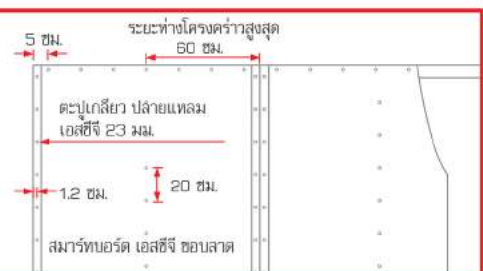 ระยะห่างโครงคร่าวสูงสุด
5 ซม.
60 ซม.
ตะปูเกลียว ปลายแหลม
เอสซีจี 23 มม.
20 ซม.
1.2 ซม.
สมาร์ทบอร์ด เอสซีจี ขอบลาด